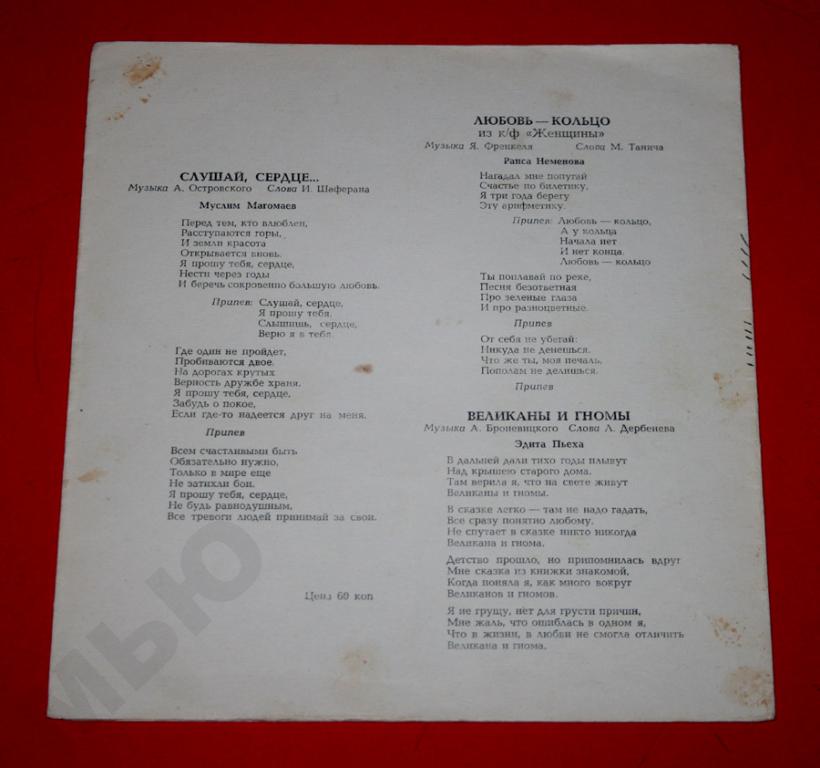 СЛУШАЙ, СЕРДЦЕ...
Музыка А. Островского Слова И. Шаферана
Муслим Магомаев
Перед тем, кто влюблен,
Расступаются горы,
И земли красота
Открывается вновь.
Я прошу тебя, сердце,
Нести через годы
И беречь сокровенно большую любовь.
Припев: Слушай, сердце,
Я прошу тебя.
Слышишь, сердце,
Верю я в тебя.
Где один не пройдет,
Пробиваются двое.
На дорогах крутых
Верность дружбе храня.
Я прошу тебя, сердце,
Забудь о покое,
Если где-то надеется друг на меня.
Припев
Всем счастливыми быть
Обязательно нужно,
Только в мире еще
Не затихли бои.
Я прошу тебя, сердце,
Не будь равнодушным,
Все тревоги людей принимай за свои.
Цена 60 коп
ЛЮБОВЬ — КОЛЬЦО
из к/ф «Женщины»
Музыка Я. Френкеля Слова М. Танича
Раиса Неменова
Нагадал мне попугай
Счастье по билетику,
Я три года берегу
Эту арифметику.
Припев: Любовь — кольцо,
А у кольца
Начала нет
И нет конца.
Любовь — кольцо
Ты поплавай по реке,
Песня безответная
Про зеленые глаза
И про разноцветные.
Припев
От себя не убегай:
Никуда не денешься.
Что же ты, моя печаль,
Пополам не делишься.
Припев
ВЕЛИКАНЫ И ГНОМЫ
Музыка А. Броневицкого Слова Л. Дербенева
Эдита Пьеха
В дальней дали тихо годы плывут
Над крышею старого дома.
Там верила я, что на свете живут
Великаны и гномы.
В сказке легко — там не надо гадать,
Все сразу понятно любому.
Не спутает в сказке никто никогда
Великана и гнома.
Детство прошло, но припомнилась вдруг
Мне сказка из книжки знакомой,
Когда поняла я, как много вокруг
Великанов и гномов.
Я не грущу, нет для грусти причин,
Мне жаль, что ошиблась в одном я,
Что в жизни, в любви не смогла отличить
Великана и гнома.